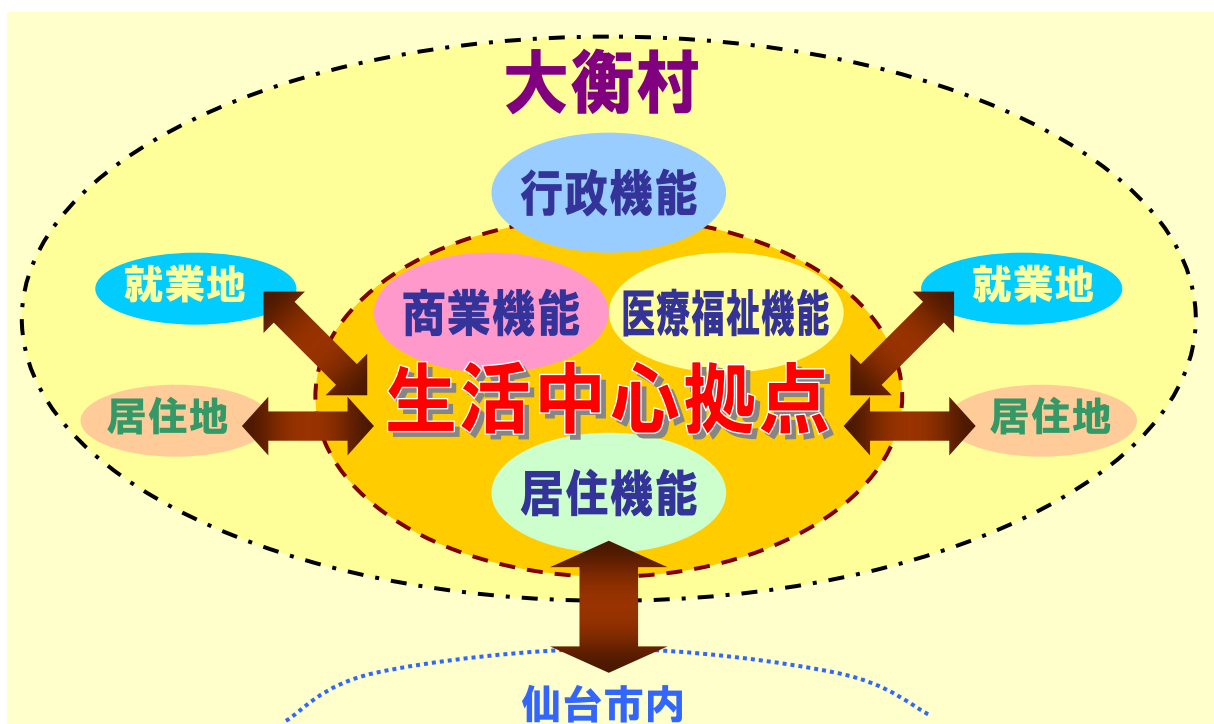 大衡村
行政機能
就業地
就業地
商業機能
医療福祉機能
生活中心拠点
居住地
居住地
居住機能
仙台市内